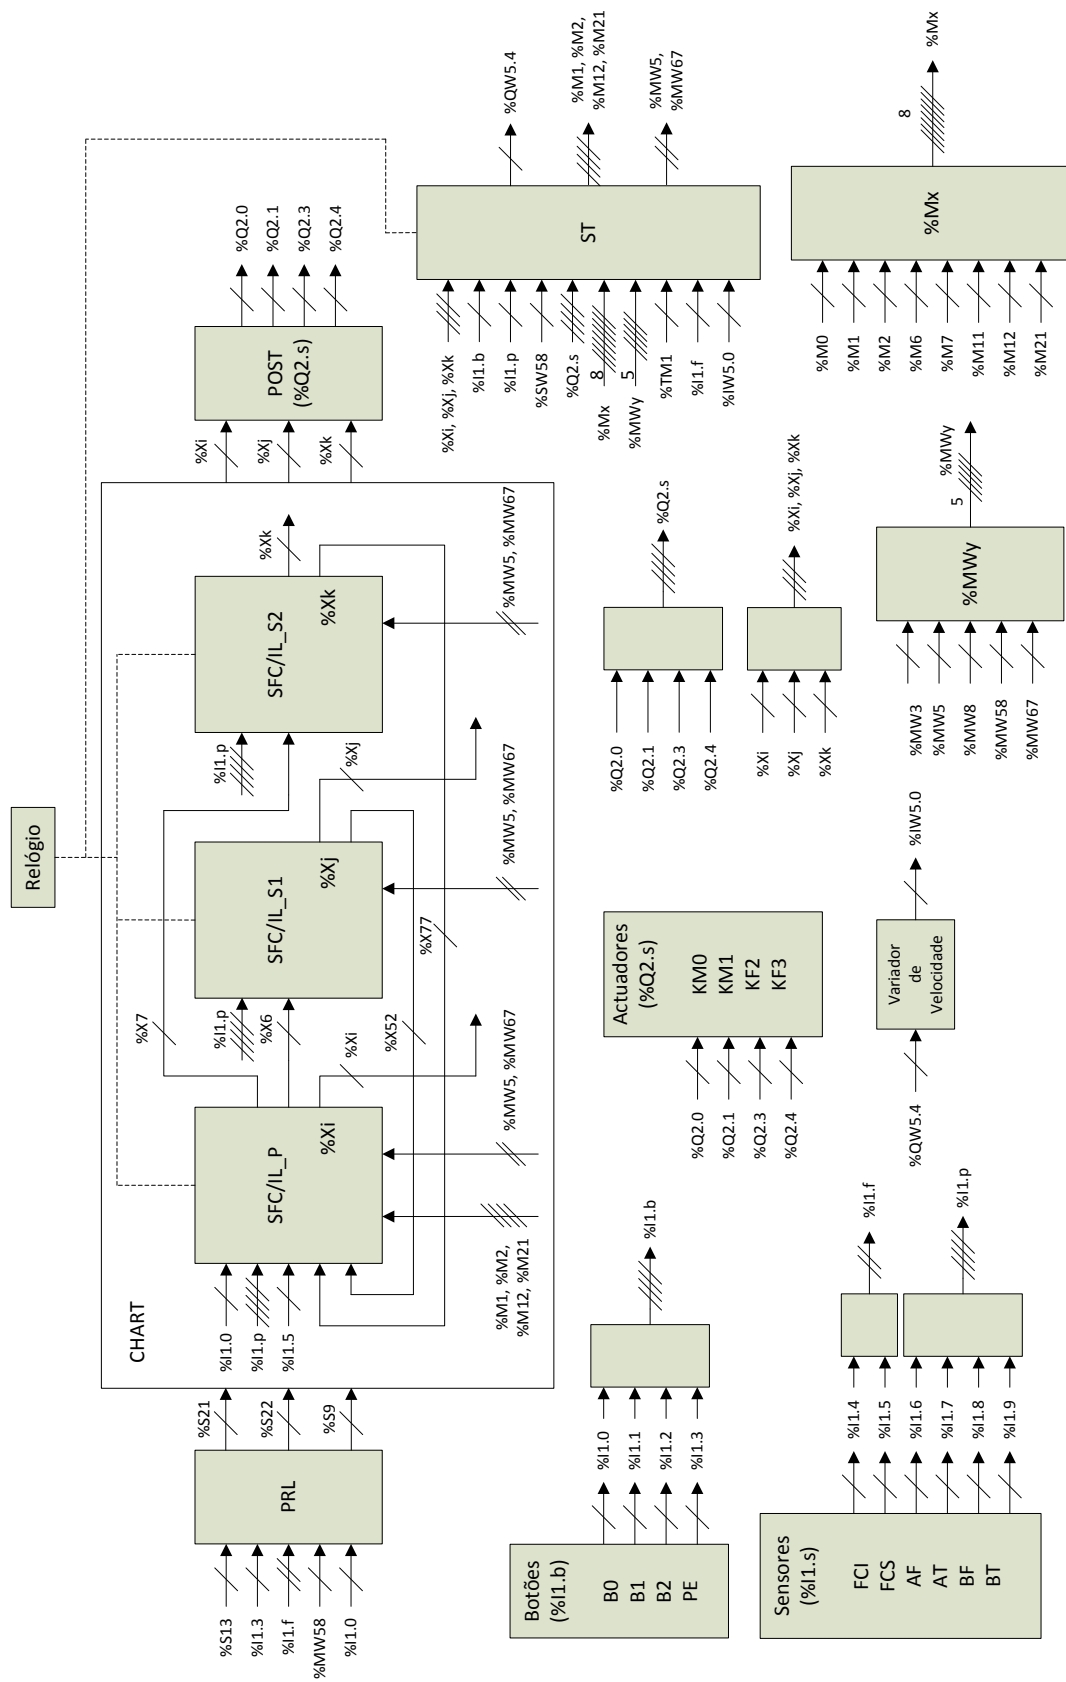 Relógio
CHART
%S13
%I1.3
%I1.f
%MW58
%I1.0
PRL
%S21
%S22
%S9
%I1.0
%I1.p
%I1.5
SFC/IL_P
%Xi
%M1, %M2,
%M12, %M21
%MW5, %MW67
%X7
%I1.p
%X6
%Xi
%X52
SFC/IL_S1
%Xj
%X77
%MW5, %MW67
%I1.p
%Xj
SFC/IL_S2
%Xk
%Xk
%MW5, %MW67
%Xi
%Xj
%Xk
POST
(%Q2.s)
%Q2.0
%Q2.1
%Q2.3
%Q2.4
%Xi, %Xj, %Xk
%I1.b
%I1.p
%SW58
%Q2.s
%Mx
8
%MWy
5
%TM1
%I1.f
%IW5.0
ST
%QW5.4
%M1, %M2,
%M12, %M21
%MW5,
%MW67
Botões
(%I1.b)
B0
B1
B2
PE
%I1.0
%I1.1
%I1.2
%I1.3
%I1.b
Actuadores
(%Q2.s)
%Q2.0
%Q2.1
%Q2.3
%Q2.4
KM0
KM1
KF2
KF3
%Q2.0
%Q2.1
%Q2.3
%Q2.4
%Q2.s
%Xi
%Xj
%Xk
%Xi, %Xj, %Xk
Sensores
(%I1.s)
FCI
FCS
AF
AT
BF
BT
%I1.4
%I1.5
%I1.6
%I1.7
%I1.8
%I1.9
%I1.f
%I1.p
%QW5.4
Variador
de
Velocidade
%IW5.0
%MW3
%MW5
%MW8
%MW58
%MW67
%MWy
5
%MWy
%M0
%M1
%M2
%M6
%M7
%M11
%M12
%M21
%Mx
8
%Mx